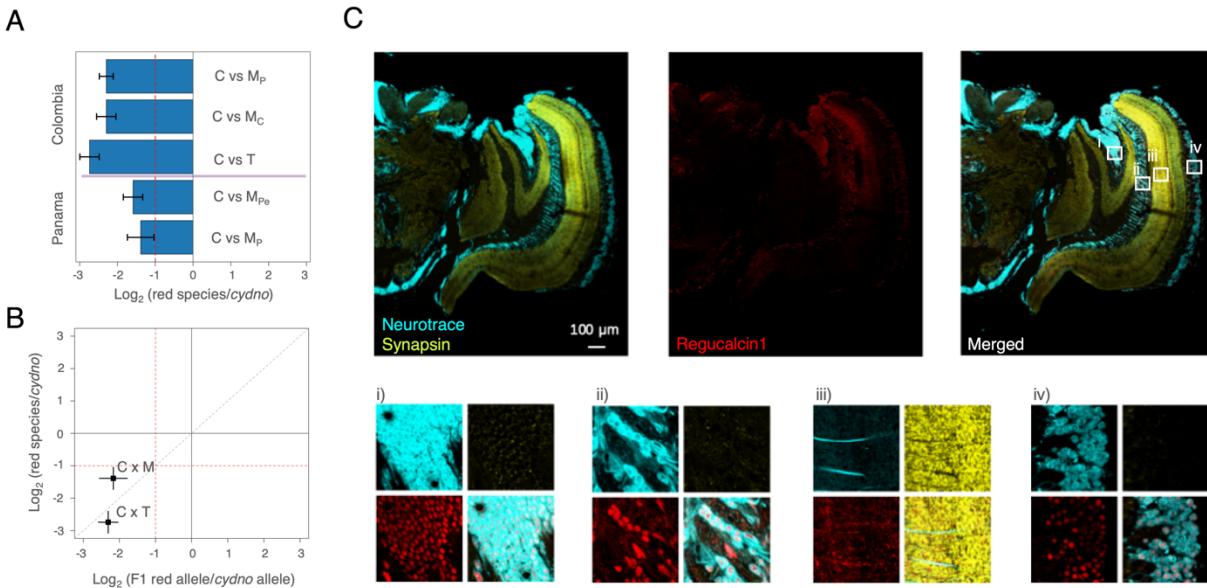 A
Colombia
Panama
C vs MP
C vs MC
C vs T
C vs MPe
C vs MP
-3 -2 -1 0 1 2 3
Log2 (red species/cydno)
B
Log2 (red species/cydno)
3
2
1
0
-1
-2
-3
C x M
C x T
-3 -2 -1 0 1 2 3
Log2 (F1 red allele/cydno allele)
C
Neurotrace
Synapsin
100 µm
Regucalcin1
i
ii
iii
iv
Merged
i)
ii)
iii)
iv)